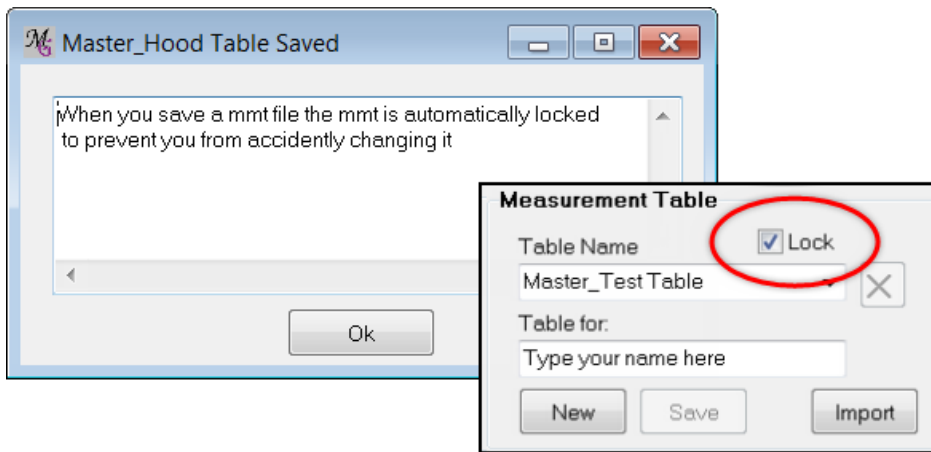 Master_Hood Table Saved
When you save a mmt file the mmt is automatically locked
to prevent you from accidently changing it
Ok
Measurement Table
Table Name
Lock
Master_Test Table
Table for:
Type your name here
New Save Import